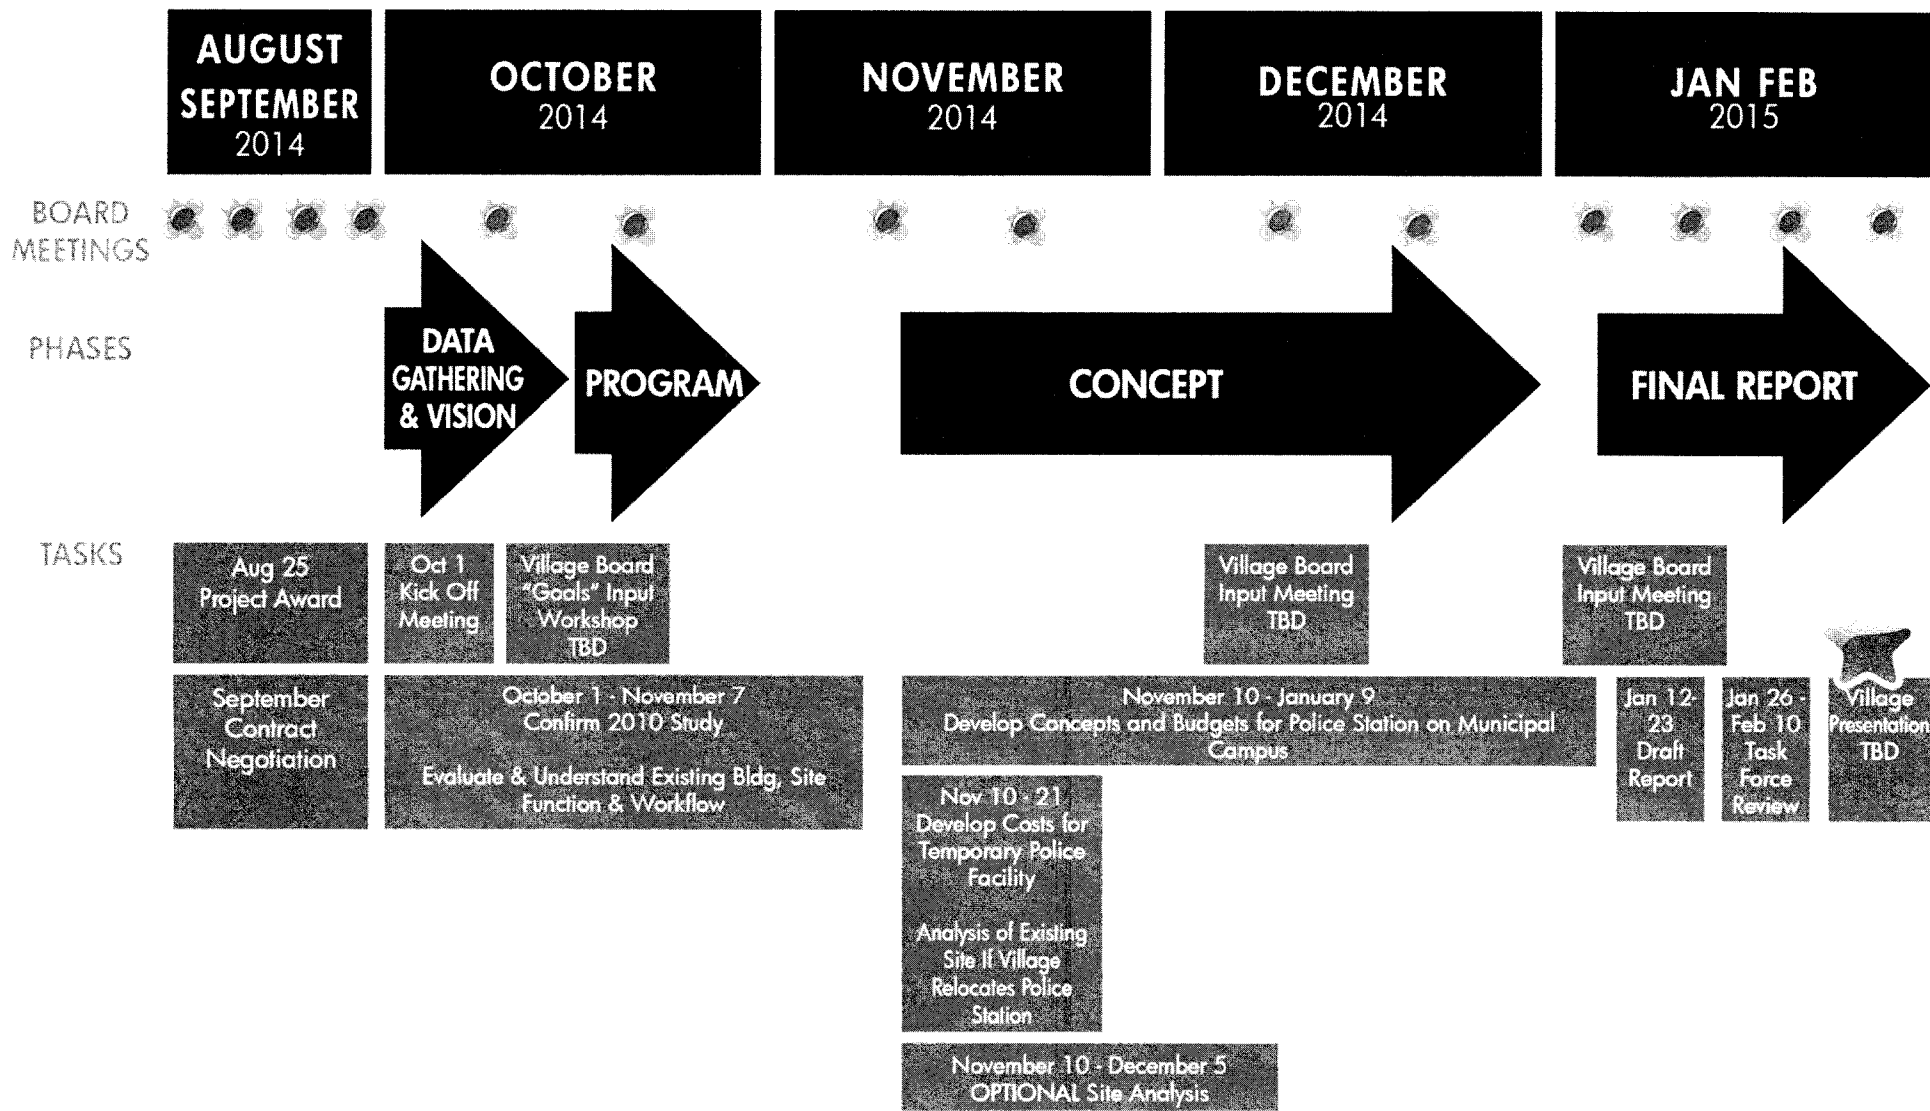 AUGUST
SEPTEMBER
2014
OCTOBER
2014
NOVEMBER
2014
DECEMBER
2014
JAN FEB
2015
BOARD
MEETINGS
PHASES
DATA
GATHERING
& VISION
PROGRAM
CONCEPT
FINAL REPORT
TASKS
Aug 25
Project Award
Oct 1
Kick Off
Meeting
Village Board
"Goals" Input
Workshop
TBD
Village Board
Input Meeting
TBD
Village Board
Input Meeting
TBD
September
Contract
Negotiation
October 1 - November 7
Confirm 2010 Study
Evaluate & Understand Existing Bldg, Site
Function & Workflow
November 10 - January 9
Develop Concepts and Budgets for Police Station on Municipal
Campus
Jan 12-
23
Draft
Report
Jan 26 -
Feb 10
Task
Force
Review
Village
Presentation
TBD
Nov 10 - 21
Develop Costs for
Temporary Police
Facility
Analysis of Existing
Site If Village
Relocates Police
Station
November 10 - December 5
OPTIONAL Site Analysis